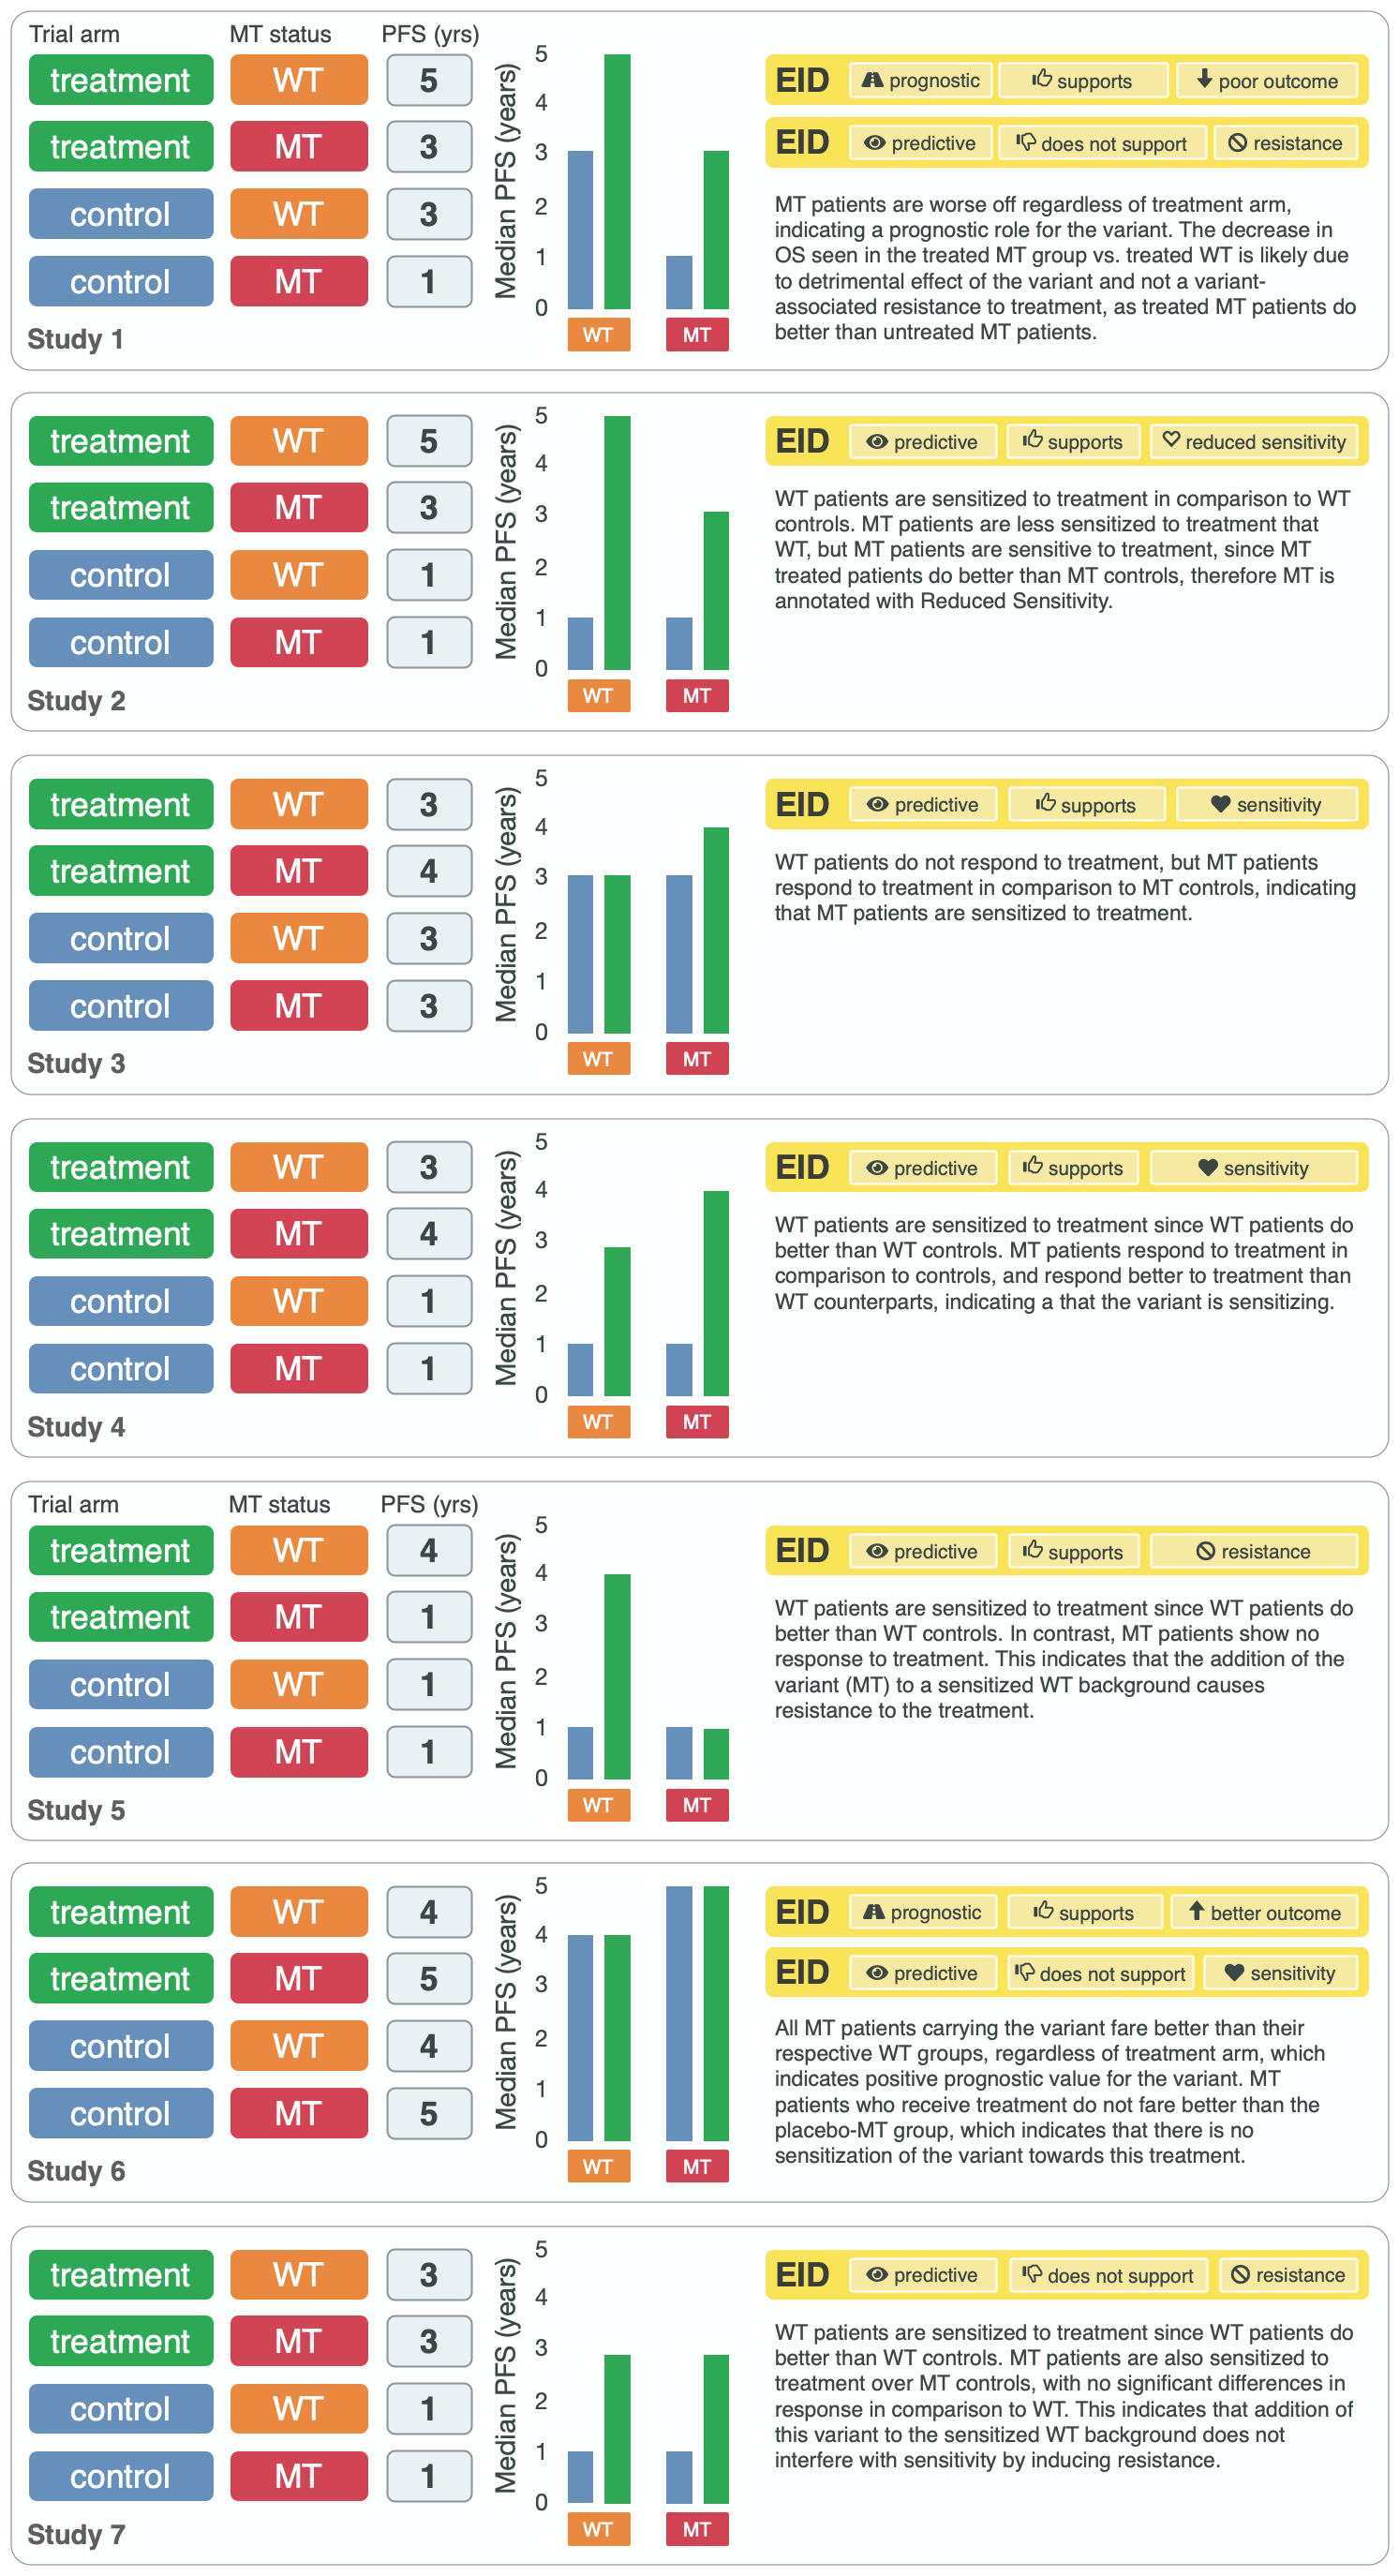 Trial arm MT status PFS (yrs)
treatment WT 5
treatment MT 3
control WT 3
control MT 1
Study 1
Median PFS (years)
5
4
3
2
1
0
WT MT
EID prognostic supports poor outcome
EID predictive does not support resistance
MT patients are worse off regardless of treatment arm,
indicating a prognostic role for the variant. The decrease in
OS seen in the treated MT group vs. treated WT is likely due
to detrimental effect of the variant and not a variant-
associated resistance to treatment, as treated MT patients do
better than untreated MT patients.
treatment WT 5
treatment MT 3
control WT 1
control MT 1
Study 2
Median PFS (years)
5
4
3
2
1
0
WT MT
EID predictive supports reduced sensitivity
WT patients are sensitized to treatment in comparison to WT
controls. MT patients are less sensitized to treatment that
WT, but MT patients are sensitive to treatment, since MT
treated patients do better than MT controls, therefore MT is
annotated with Reduced Sensitivity.
treatment WT 3
treatment MT 4
control WT 3
control MT 3
Study 3
Median PFS (years)
5
4
3
2
1
0
WT MT
EID predictive supports sensitivity
WT patients do not respond to treatment, but MT patients
respond to treatment in comparison to MT controls, indicating
that MT patients are sensitized to treatment.
treatment WT 3
treatment MT 4
control WT 1
control MT 1
Study 4
Median PFS (years)
5
4
3
2
1
0
WT MT
EID predictive supports sensitivity
WT patients are sensitized to treatment since WT patients do
better than WT controls. MT patients respond to treatment in
comparison to controls, and respond better to treatment than
WT counterparts, indicating a that the variant is sensitizing.
Trial arm MT status PFS (yrs)
treatment WT 4
treatment MT 1
control WT 1
control MT 1
Study 5
Median PFS (years)
5
4
3
2
1
0
WT MT
EID predictive supports resistance
WT patients are sensitized to treatment since WT patients do
better than WT controls. In contrast, MT patients show no
response to treatment. This indicates that the addition of the
variant (MT) to a sensitized WT background causes
resistance to the treatment.
treatment WT 4
treatment MT 5
control WT 4
control MT 5
Study 6
Median PFS (years)
5
4
3
2
1
0
WT MT
EID prognostic supports better outcome
EID predictive does not support sensitivity
All MT patients carrying the variant fare better than their
respective WT groups, regardless of treatment arm, which
indicates positive prognostic value for the variant. MT
patients who receive treatment do not fare better than the
placebo-MT group, which indicates that there is no
sensitization of the variant towards this treatment.
treatment WT 3
treatment MT 3
control WT 1
control MT 1
Study 7
Median PFS (years)
5
4
3
2
1
0
WT MT
EID predictive does not support resistance
WT patients are sensitized to treatment since WT patients do
better than WT controls. MT patients are also sensitized to
treatment over MT controls, with no significant differences in
response in comparison to WT. This indicates that addition of
this variant to the sensitized WT background does not
interfere with sensitivity by inducing resistance.